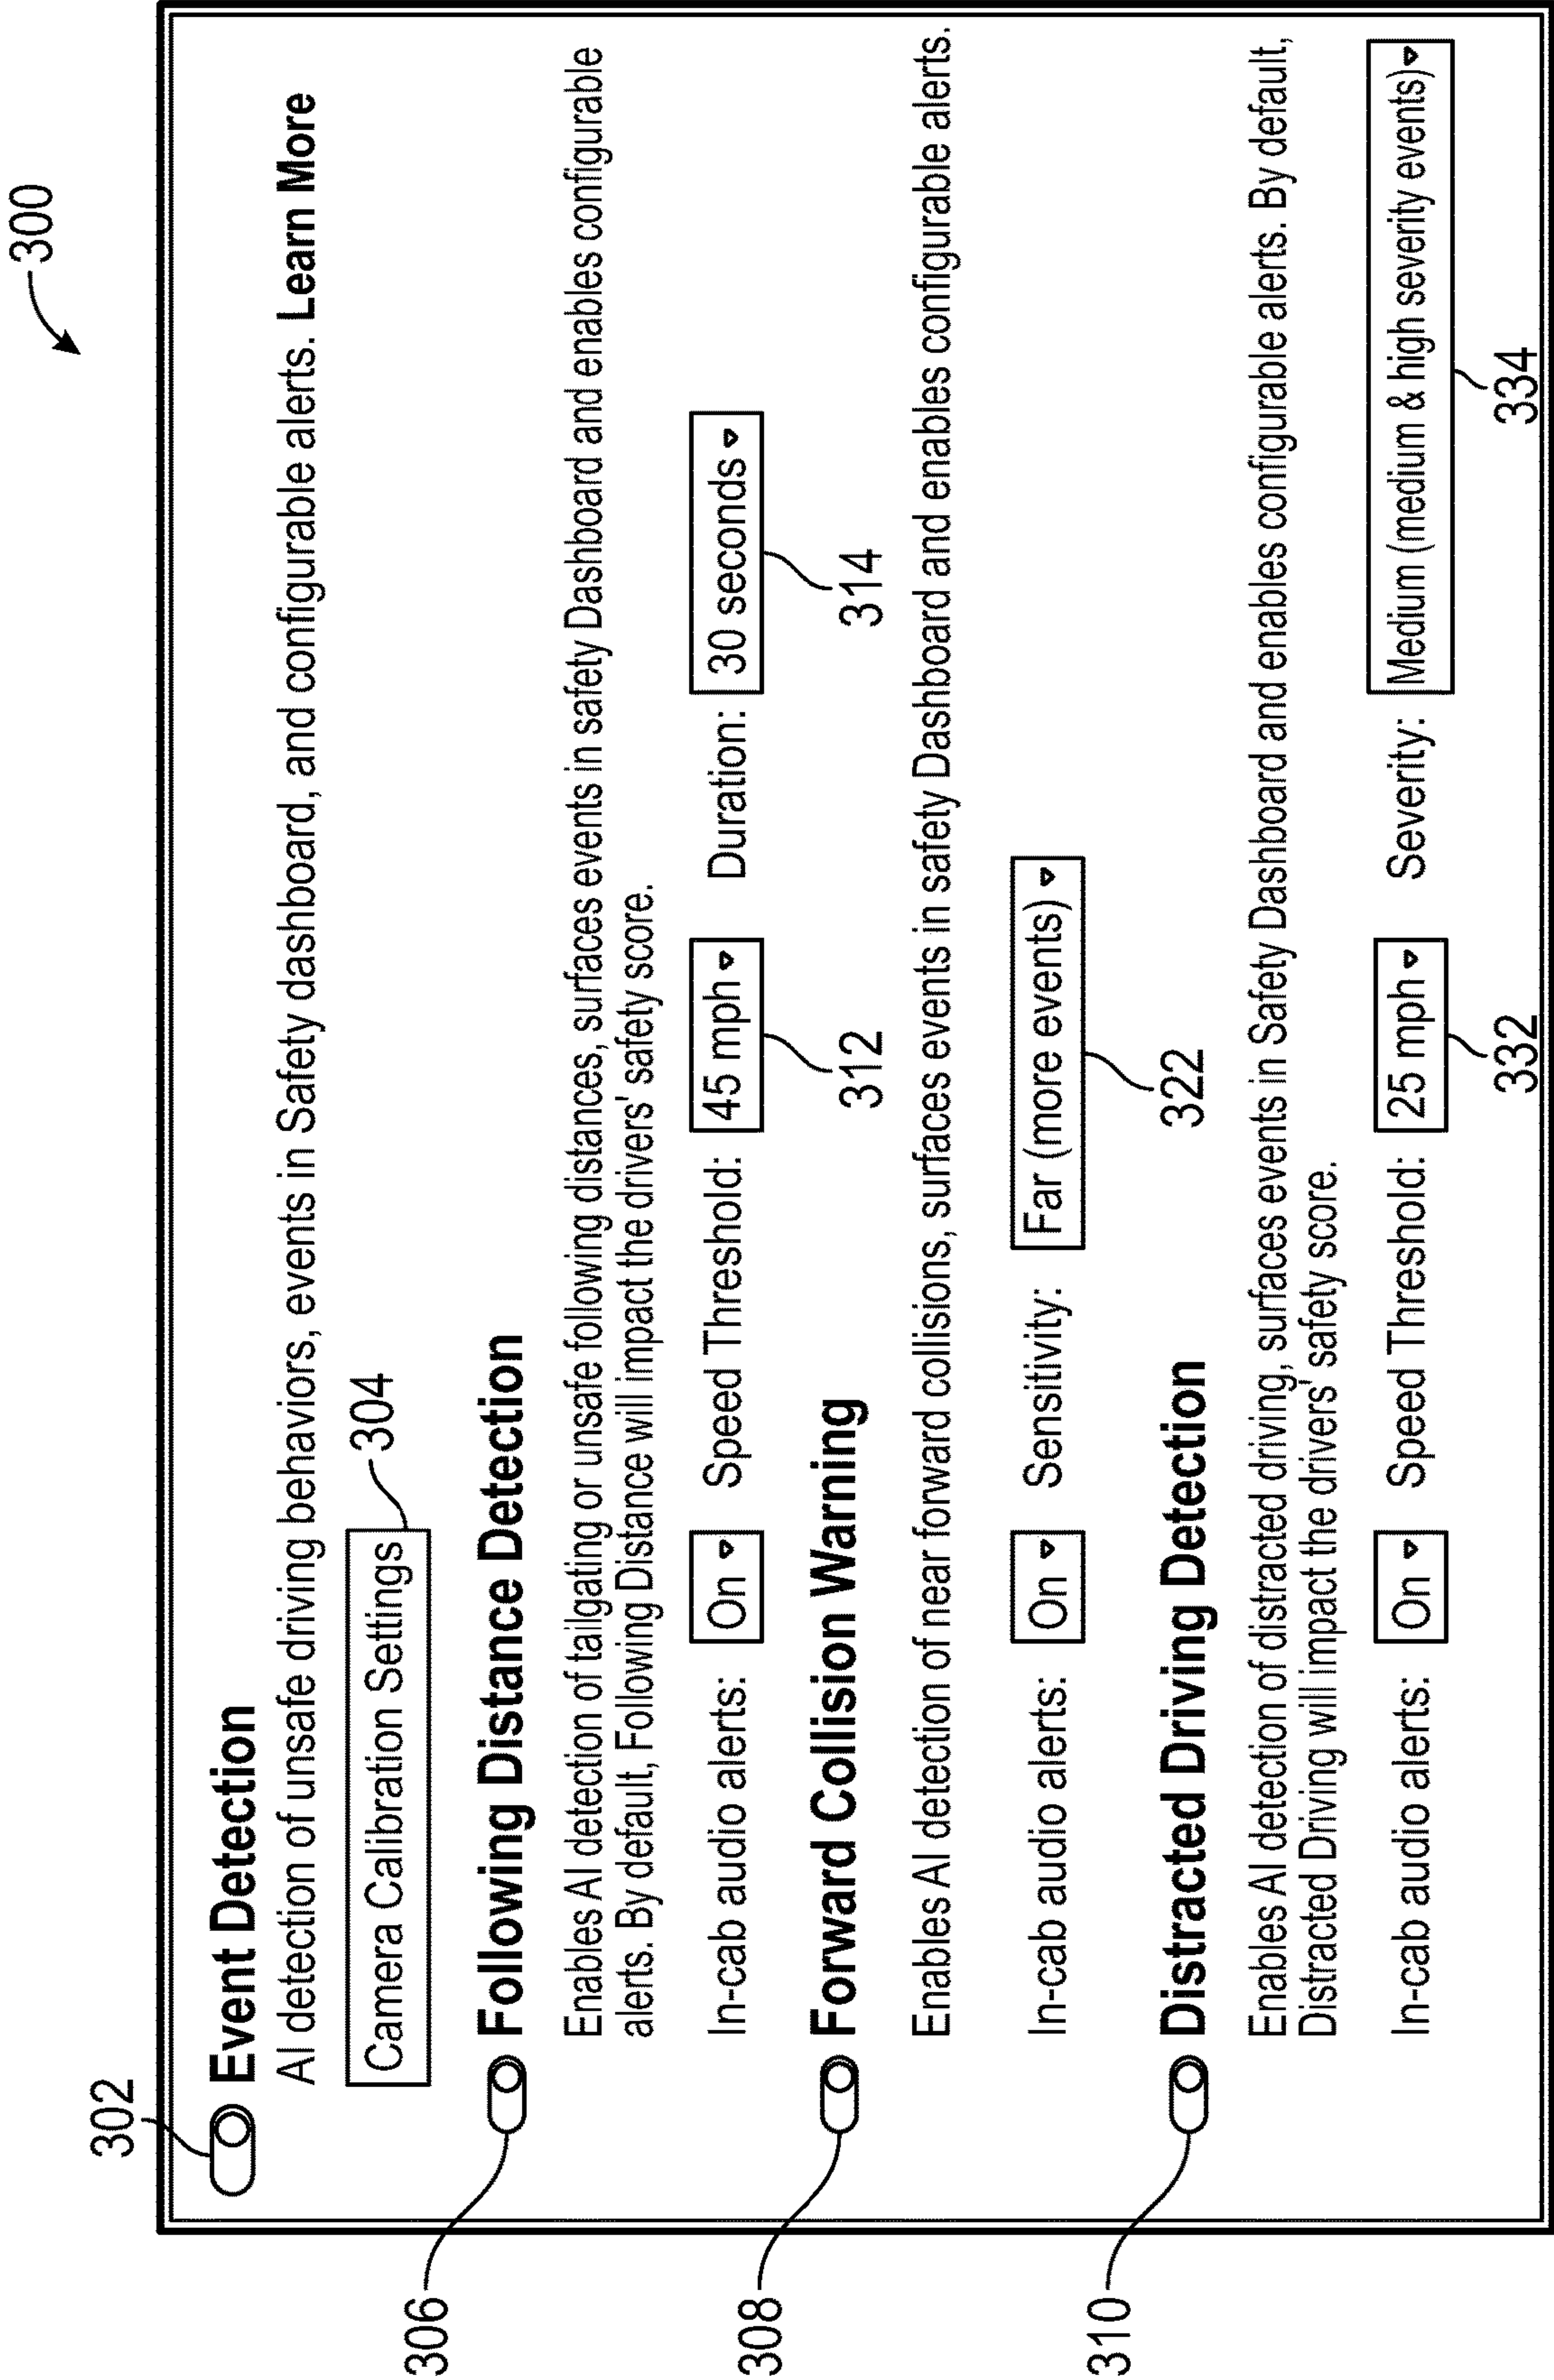 300
302
Event Detection
AI detection of unsafe driving behaviors, events in Safety dashboard, and configurable alerts. Learn More
Camera Calibration Settings
304
306
Following Distance Detection
Enables AI detection of tailgating or unsafe following distances, surfaces events in safety Dashboard and enables configurable
alerts. By default, Following Distance will impact the drivers' safety score.
In-cab audio alerts: On Speed Threshold: 45 mph Duration: 30 seconds
312
314
308
Forward Collision Warning
Enables AI detection of near forward collisions, surfaces events in safety Dashboard and enables configurable alerts.
In-cab audio alerts: On Sensitivity: Far (more events)
322
310
Distracted Driving Detection
Enables AI detection of distracted driving, surfaces events in Safety Dashboard and enables configurable alerts. By default,
Distracted Driving will impact the drivers' safety score.
In-cab audio alerts: On Speed Threshold: 25 mph Severity: Medium (medium & high severity events)
332
334